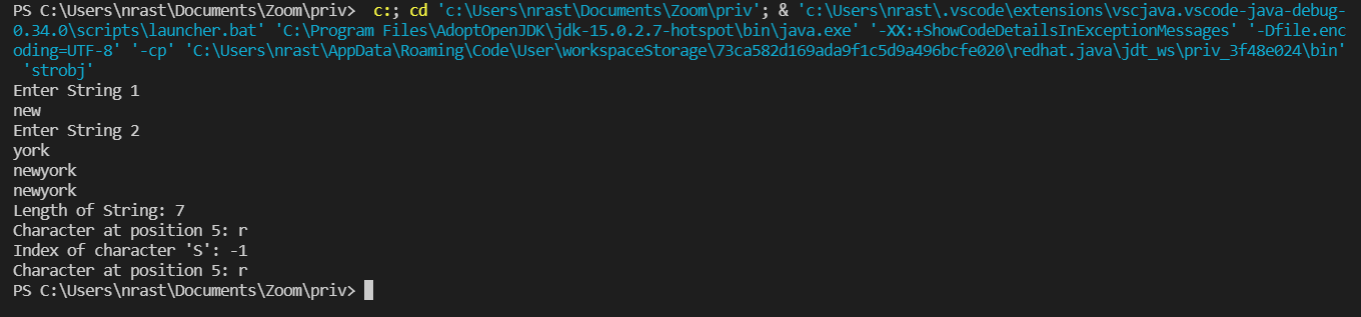 PS C:\Users\nrast\Documents\Zoom\priv>  c:; cd 'c:\Users\nrast\Documents\Zoom\priv'; & 'c:\Users\nrast\.vscode\extensions\vscjava.vscode-java-debug-
0.34.0\scripts\launcher.bat' 'C:\Program Files\AdoptOpenJDK\jdk-15.0.2.7-hotspot\bin\java.exe' '-XX:+ShowCodeDetailsInExceptionMessages' '-Dfile.enc
oding=UTF-8' '-cp' 'C:\Users\nrast\AppData\Roaming\Code\User\workspaceStorage\73ca582d169ada9f1c5d9a496bcfe020\redhat.java\jdt_ws\priv_3f48e024\bin'
'strobj'
Enter String 1
new
Enter String 2
york
newyork
newyork
Length of String: 7
Character at position 5: r
Index of character 'S': -1
Character at position 5: r
PS C:\Users\nrast\Documents\Zoom\priv>